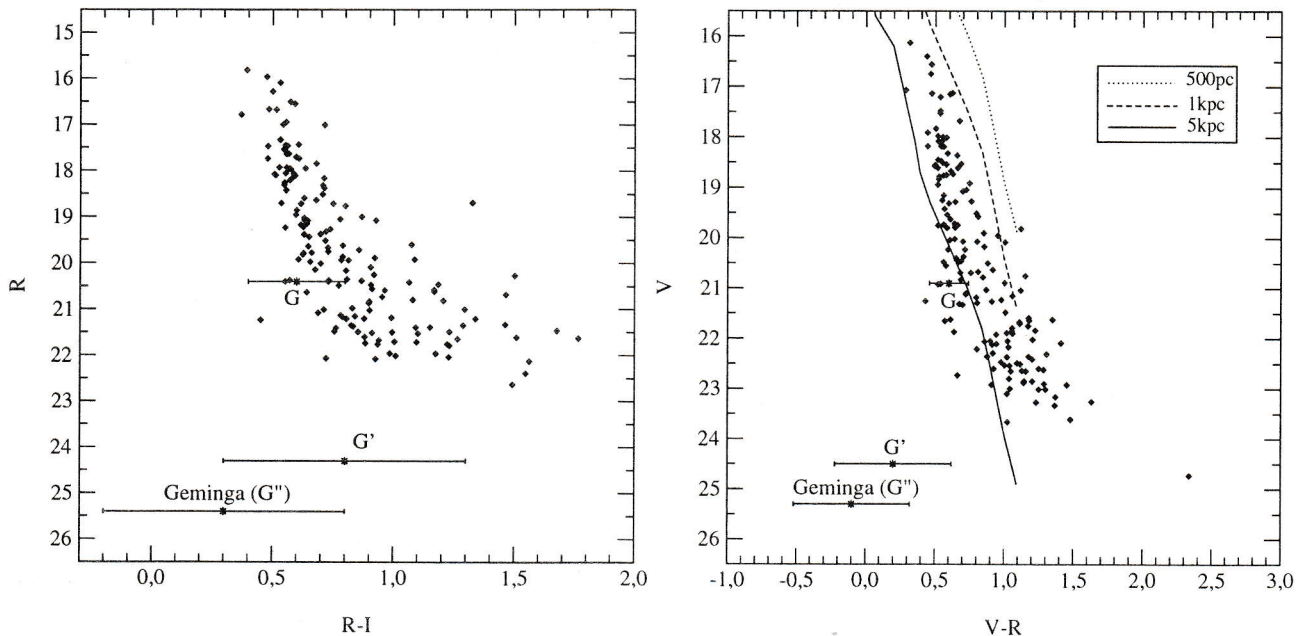 15
16
17
18
19
20
21
22
23
24
25
26
R
G
G'
Geminga (G")
0,0
0,5
1,0
1,5
2,0
R-I
16
17
18
19
20
21
22
23
24
25
26
V
500pc
1kpc
5kpc
G
G'
Geminga (G")
-1,0
-0,5
0,0
0,5
1,0
1,5
2,0
2,5
3,0
V-R